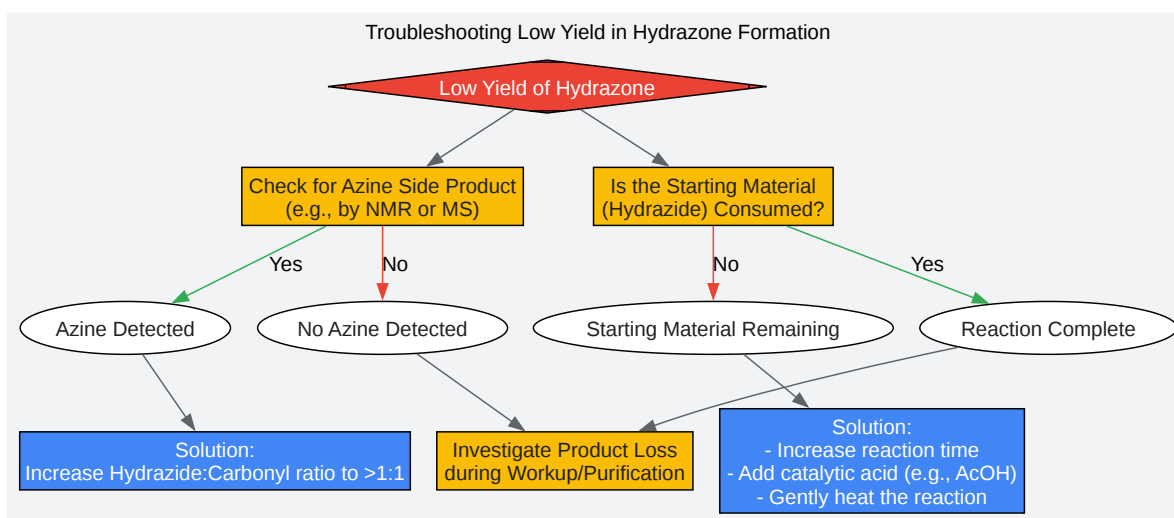 Troubleshooting Low Yield in Hydrazone Formation
Low Yield of Hydrazone
Check for Azine Side Product
(e.g., by NMR or MS)
Is the Starting Material
(Hydrazide) Consumed?
Yes
No
No
Yes
Azine Detected
No Azine Detected
Starting Material Remaining
Reaction Complete
Solution:
Increase Hydrazide:Carbonyl ratio to >1:1
Investigate Product Loss
during Workup/Purification
Solution:
- Increase reaction time
- Add catalytic acid (e.g., AcOH)
- Gently heat the reaction